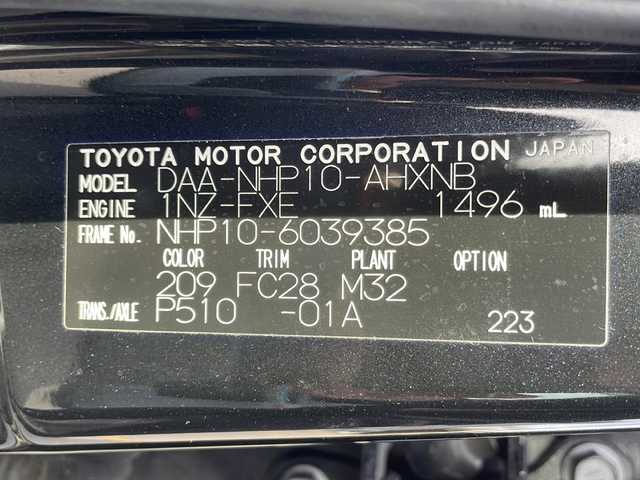 TOYOTA MOTOR CORPORATION JAPAN
MODEL DAA-NHP10-AHXNB
ENGINE 1NZ-FXE 1496 mL
FRAME No. NHP10-6039385
COLOR TRIM PLANT OPTION
209 FC28 M32
TRANS./AXLE P510 -01A 223